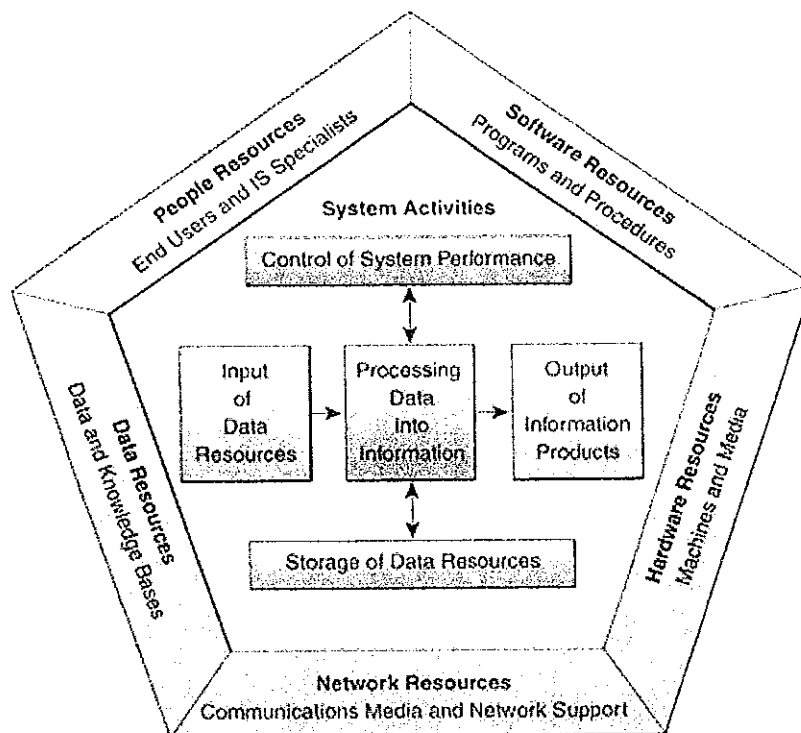 People Resources
End Users and IS Specialists
Software Resources
Programs and Procedures
System Activities
Control of System Performance
Input
of
Data
Resources
Processing
Data
Into
Information
Output
of
Information
Products
Storage of Data Resources
Data Resources
Data and Knowledge Bases
Hardware Resources
Machines and Media
Network Resources
Communications Media and Network Support